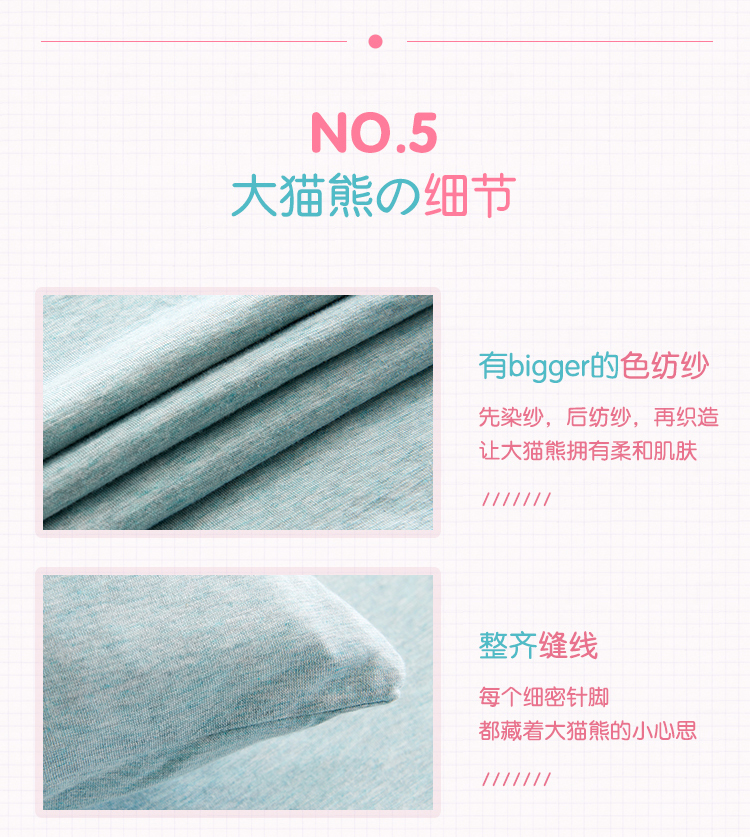 NO.5
大猫熊の细节
有bigger的色纺纱
先染纱，后纺纱，再织造
让大猫熊拥有柔和肌肤
整齐缝线
每个细密针脚
都藏着大猫熊的小心思